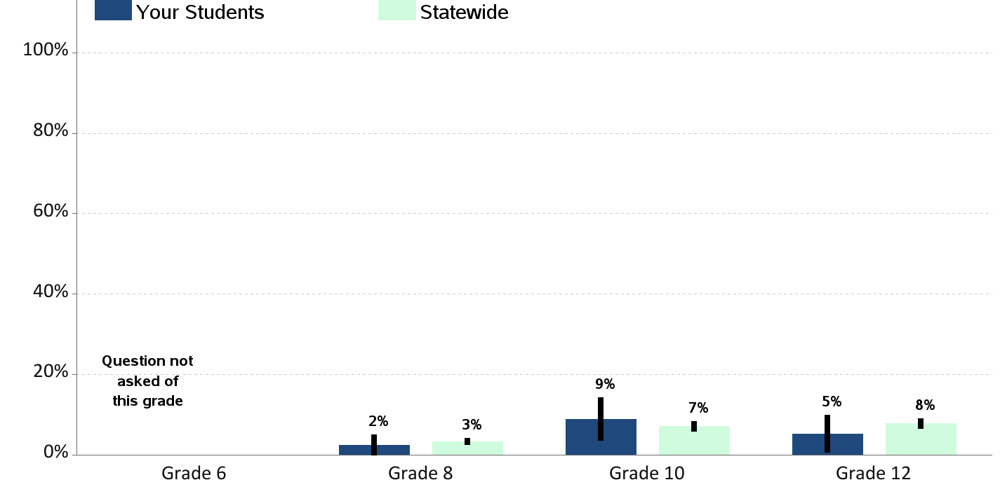 Your Students Statewide
100%
80%
60%
40%
20%
0%
Question not
asked of
this grade
2% 3% 9% 7% 5% 8%
Grade 6 Grade 8 Grade 10 Grade 12